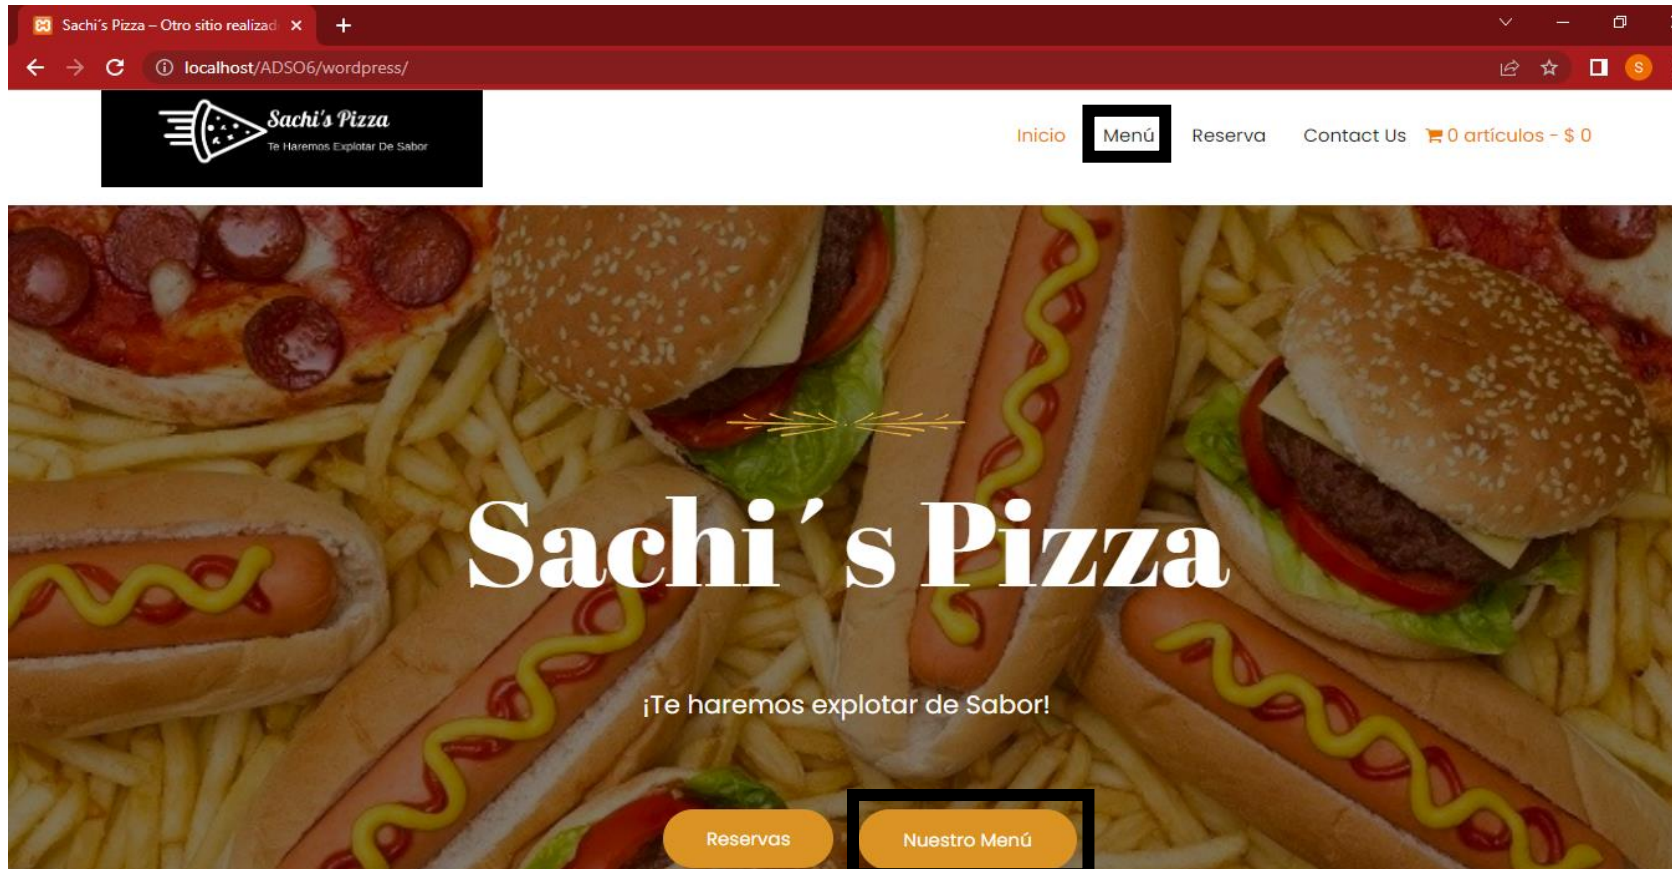 Sachi´s Pizza – Otro sitio realizad
localhost/ADSO6/wordpress/
S
Sachi's Pizza
Te Haremos Explotar De Sabor
Inicio Menú Reserva Contact Us 0 artículos - $ 0
Sachi´s Pizza
¡Te haremos explotar de Sabor!
Reservas Nuestro Menú